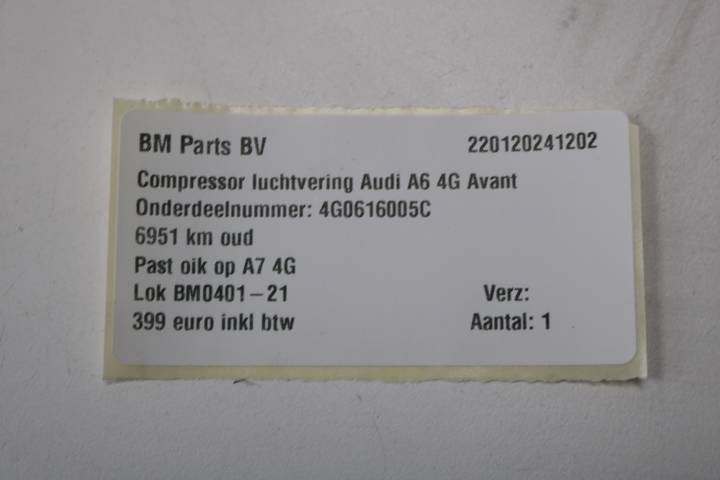 BM Parts BV 220120241202
Compressor luchtvering Audi A6 4G Avant
Onderdeelnummer: 4G0616005C
6951 km oud
Past oik op A7 4G
Lok BM0401-21 Verz:
399 euro inkl btw Aantal: 1